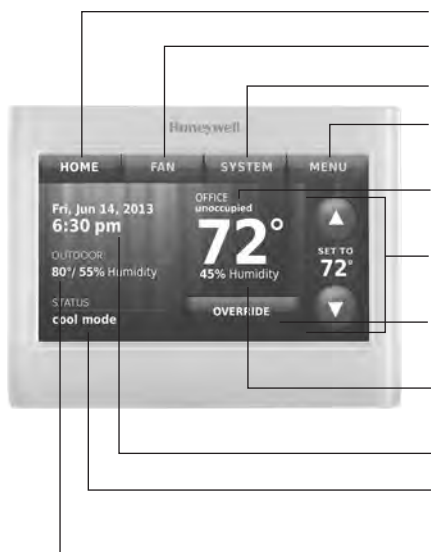 Honeywell
HOME FAN SYSTEM MENU
Fri, Jun 14, 2013
6:30 pm
OUTDOOR
80°/ 55% Humidity
STATUS
cool mode
OFFICE
unoccupied
72°
45% Humidity
OVERRIDE
SET TO
72°